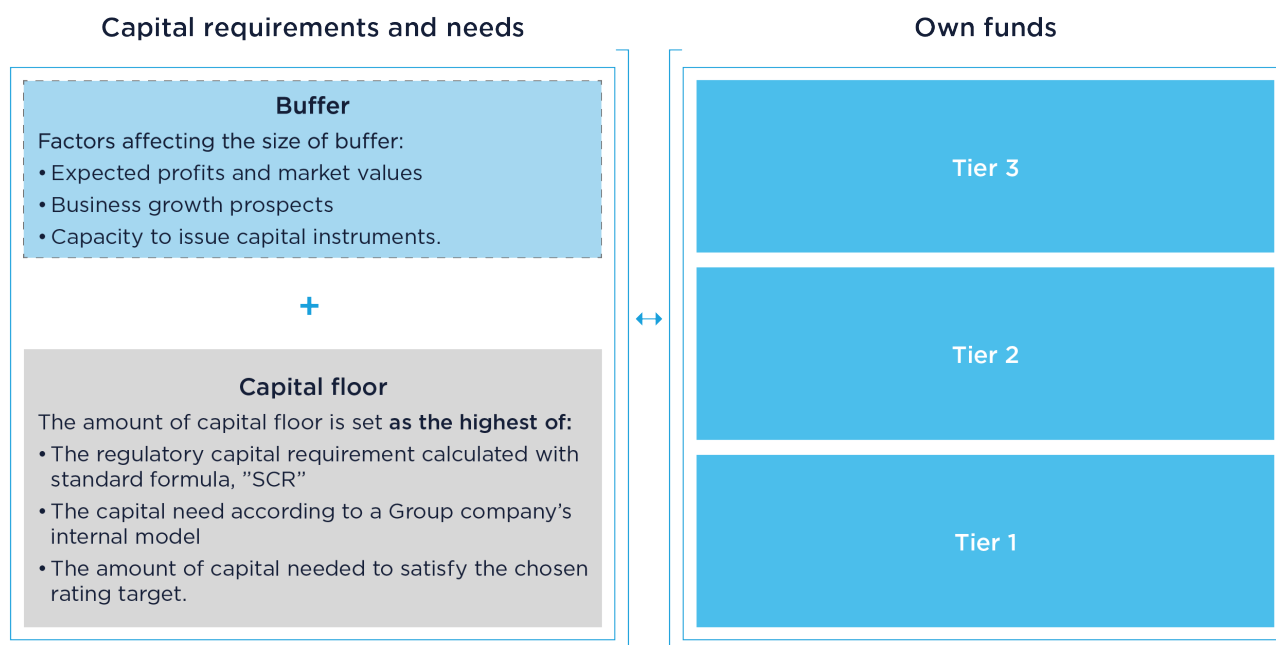 Capital requirements and needs
Buffer
Factors affecting the size of buffer:
• Expected profits and market values
• Business growth prospects
• Capacity to issue capital instruments.
+
Capital floor
The amount of capital floor is set as the highest of:
• The regulatory capital requirement calculated with
standard formula, ”SCR”
• The capital need according to a Group company’s
internal model
• The amount of capital needed to satisfy the chosen
rating target.
Own funds
Tier 3
Tier 2
Tier 1